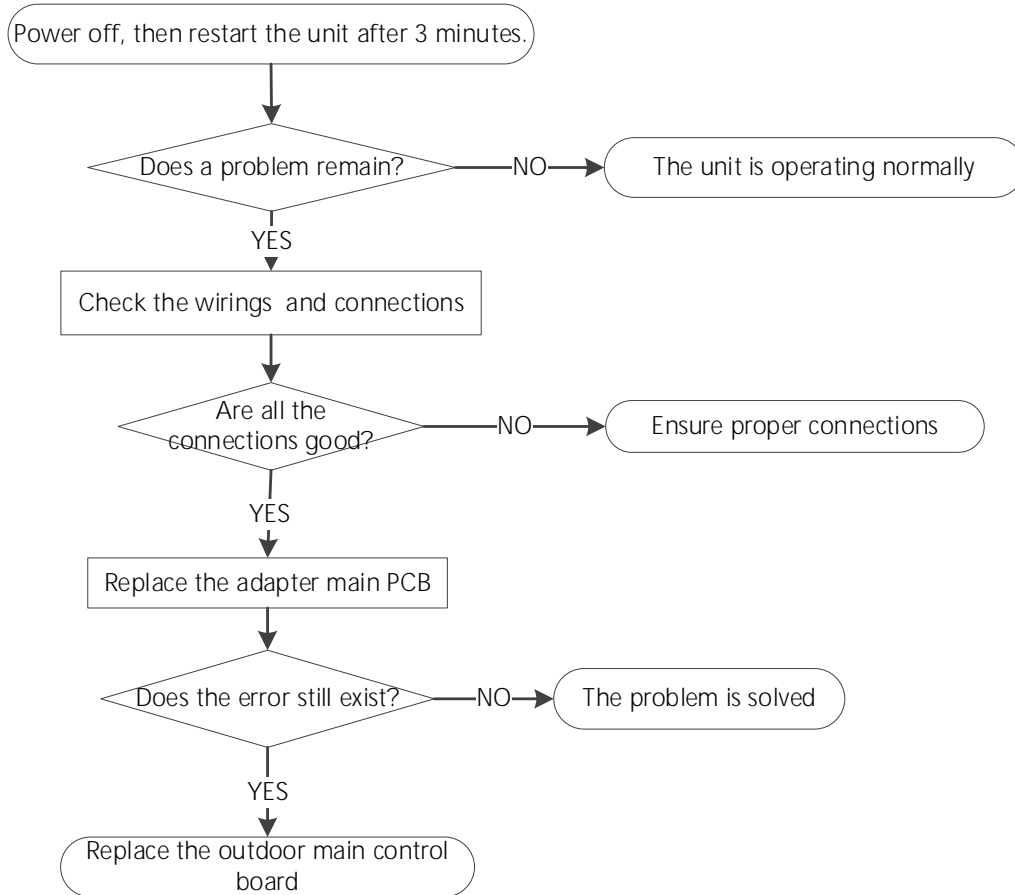 Power off, then restart the unit after 3 minutes.
Does a problem remain?
NO
The unit is operating normally
YES
Check the wirings  and connections
Are all the
connections good?
NO
Ensure proper connections
YES
Replace the adapter main PCB
Does the error still exist?
NO
The problem is solved
YES
Replace the outdoor main control
board